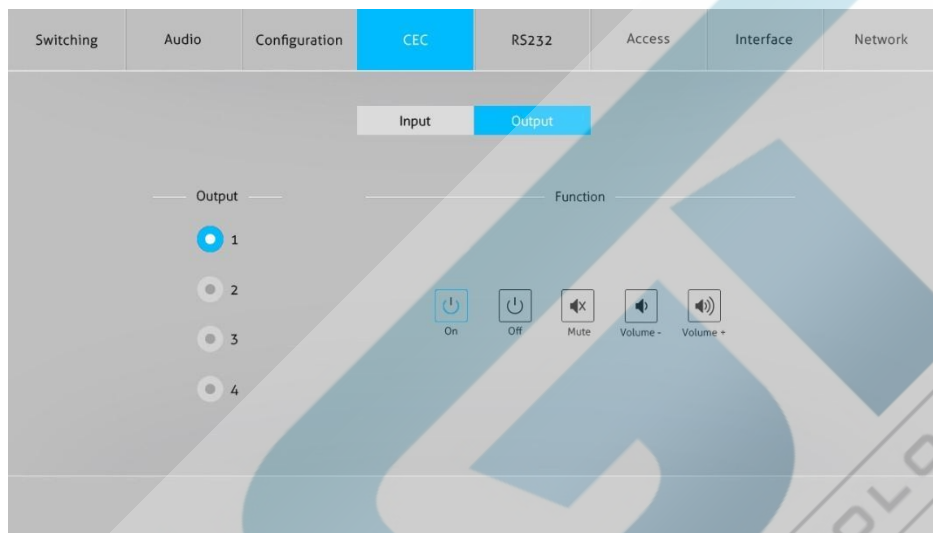 Switching Audio Configuration CEC RS232 Access Interface Network
Input Output
Output Function
1
2
3
4
On Off Mute Volume - Volume +